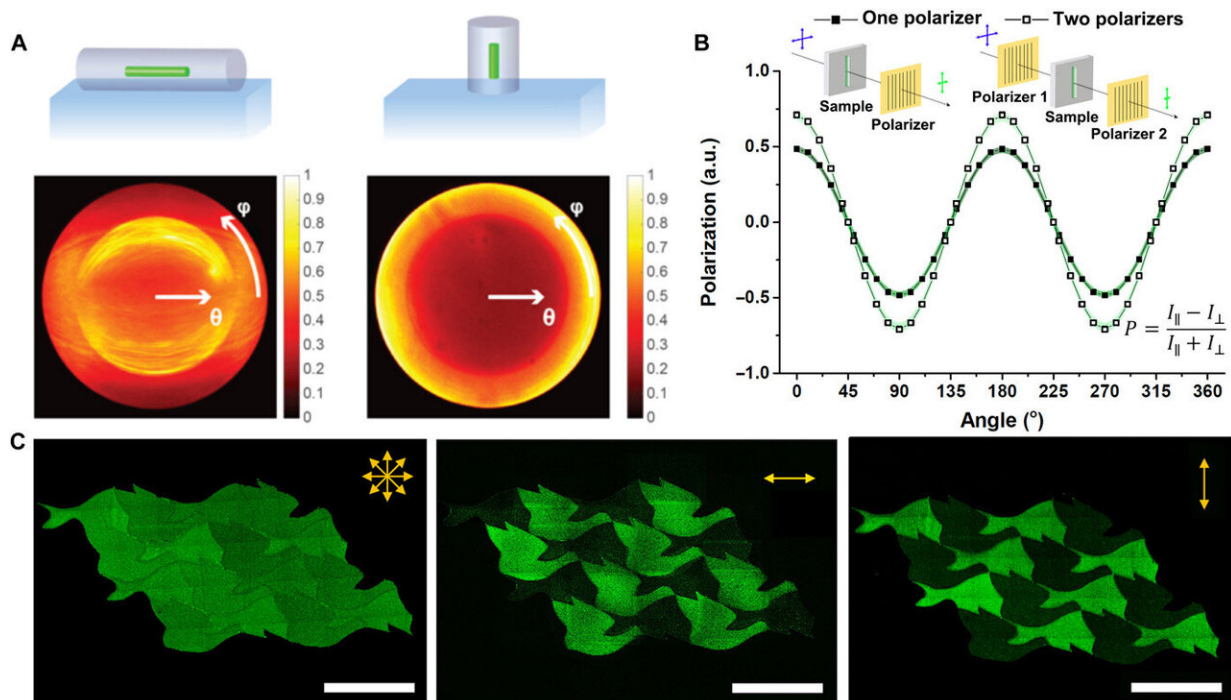 A
φ
θ
1
0.9
0.8
0.7
0.6
0.5
0.4
0.3
0.2
0.1
0
φ
θ
1
0.9
0.8
0.7
0.6
0.5
0.4
0.3
0.2
0.1
0
B
One polarizer
Two polarizers
Sample
Polarizer
Polarizer 1
Sample
Polarizer 2
Polarization (a.u.)
1.0
0.5
0.0
−0.5
−1.0
P = (I∥ − I⊥) / (I∥ + I⊥)
0 45 90 135 180 225 270 315 360
Angle (°)
C